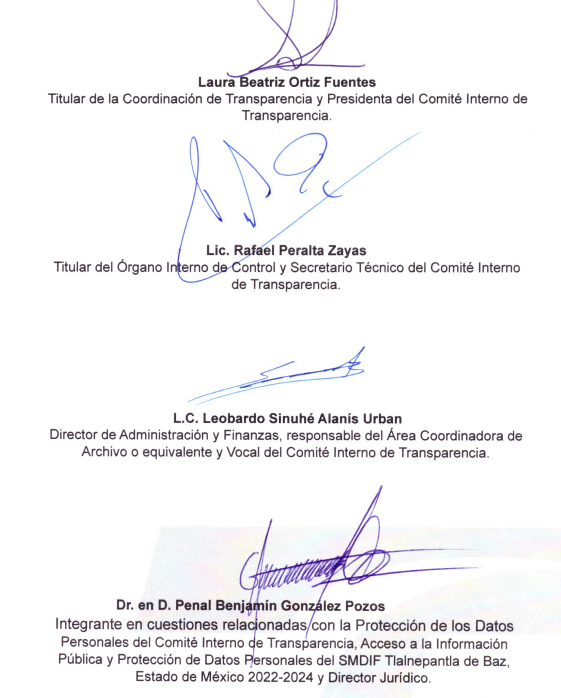 Laura Beatriz Ortiz Fuentes
Titular de la Coordinación de Transparencia y Presidenta del Comité Interno de
Transparencia.
Lic. Rafael Peralta Zayas
Titular del Órgano Interno de Control y Secretario Técnico del Comité Interno
de Transparencia.
L.C. Leobardo Sinuhé Alanís Urban
Director de Administración y Finanzas, responsable del Área Coordinadora de
Archivo o equivalente y Vocal del Comité Interno de Transparencia.
Dr. en D. Penal Benjamín González Pozos
Integrante en cuestiones relacionadas con la Protección de los Datos
Personales del Comité Interno de Transparencia, Acceso a la Información
Pública y Protección de Datos Personales del SMDIF Tlalnepantla de Baz,
Estado de México 2022-2024 y Director Jurídico.